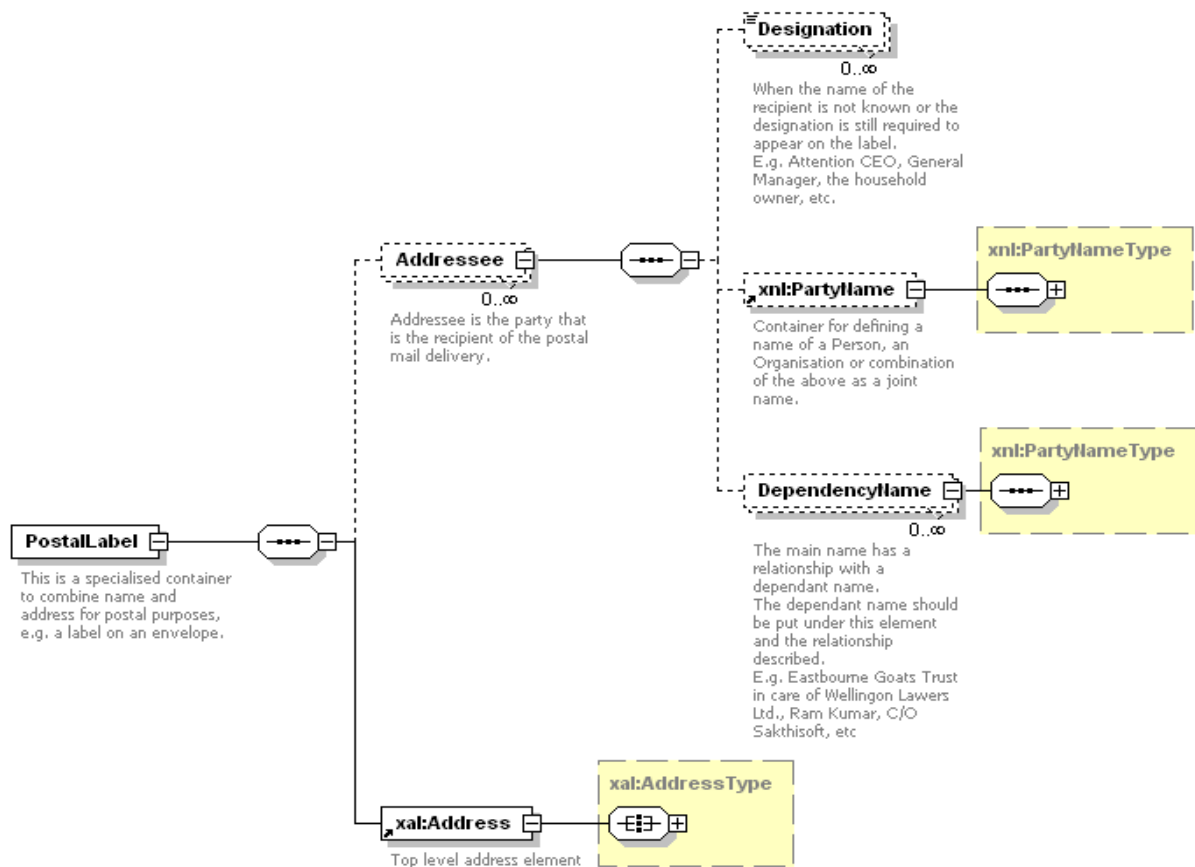 Designation
0..∞
When the name of the
recipient is not known or the
designation is still required to
appear on the label.
E.g. Attention CEO, General
Manager, the household
owner, etc.
Addressee
0..∞
Addressee is the party that
is the recipient of the postal
mail delivery.
xnl:PartyNameType
xnl:PartyName
Container for defining a
name of a Person, an
Organisation or combination
of the above as a joint
name.
xnl:PartyNameType
DependencyName
0..∞
The main name has a
relationship with a
dependant name.
The dependant name should
be put under this element
and the relationship
described.
E.g. Eastbourne Goats Trust
in care of Wellingon Lawers
Ltd., Ram Kumar, C/O
Sakthisoft, etc
PostalLabel
This is a specialised container
to combine name and
address for postal purposes,
e.g. a label on an envelope.
xal:AddressType
xal:Address
Top level address element